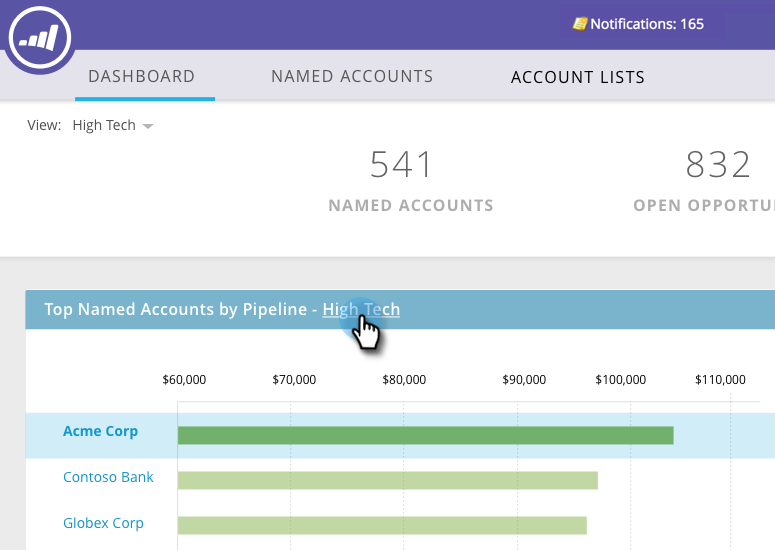 Notifications: 165
DASHBOARD NAMED ACCOUNTS ACCOUNT LISTS
View: High Tech
541 832
NAMED ACCOUNTS OPEN OPPORTU
Top Named Accounts by Pipeline - High Tech
$60,000 $70,000 $80,000 $90,000 $100,000 $110,000
Acme Corp
Contoso Bank
Globex Corp